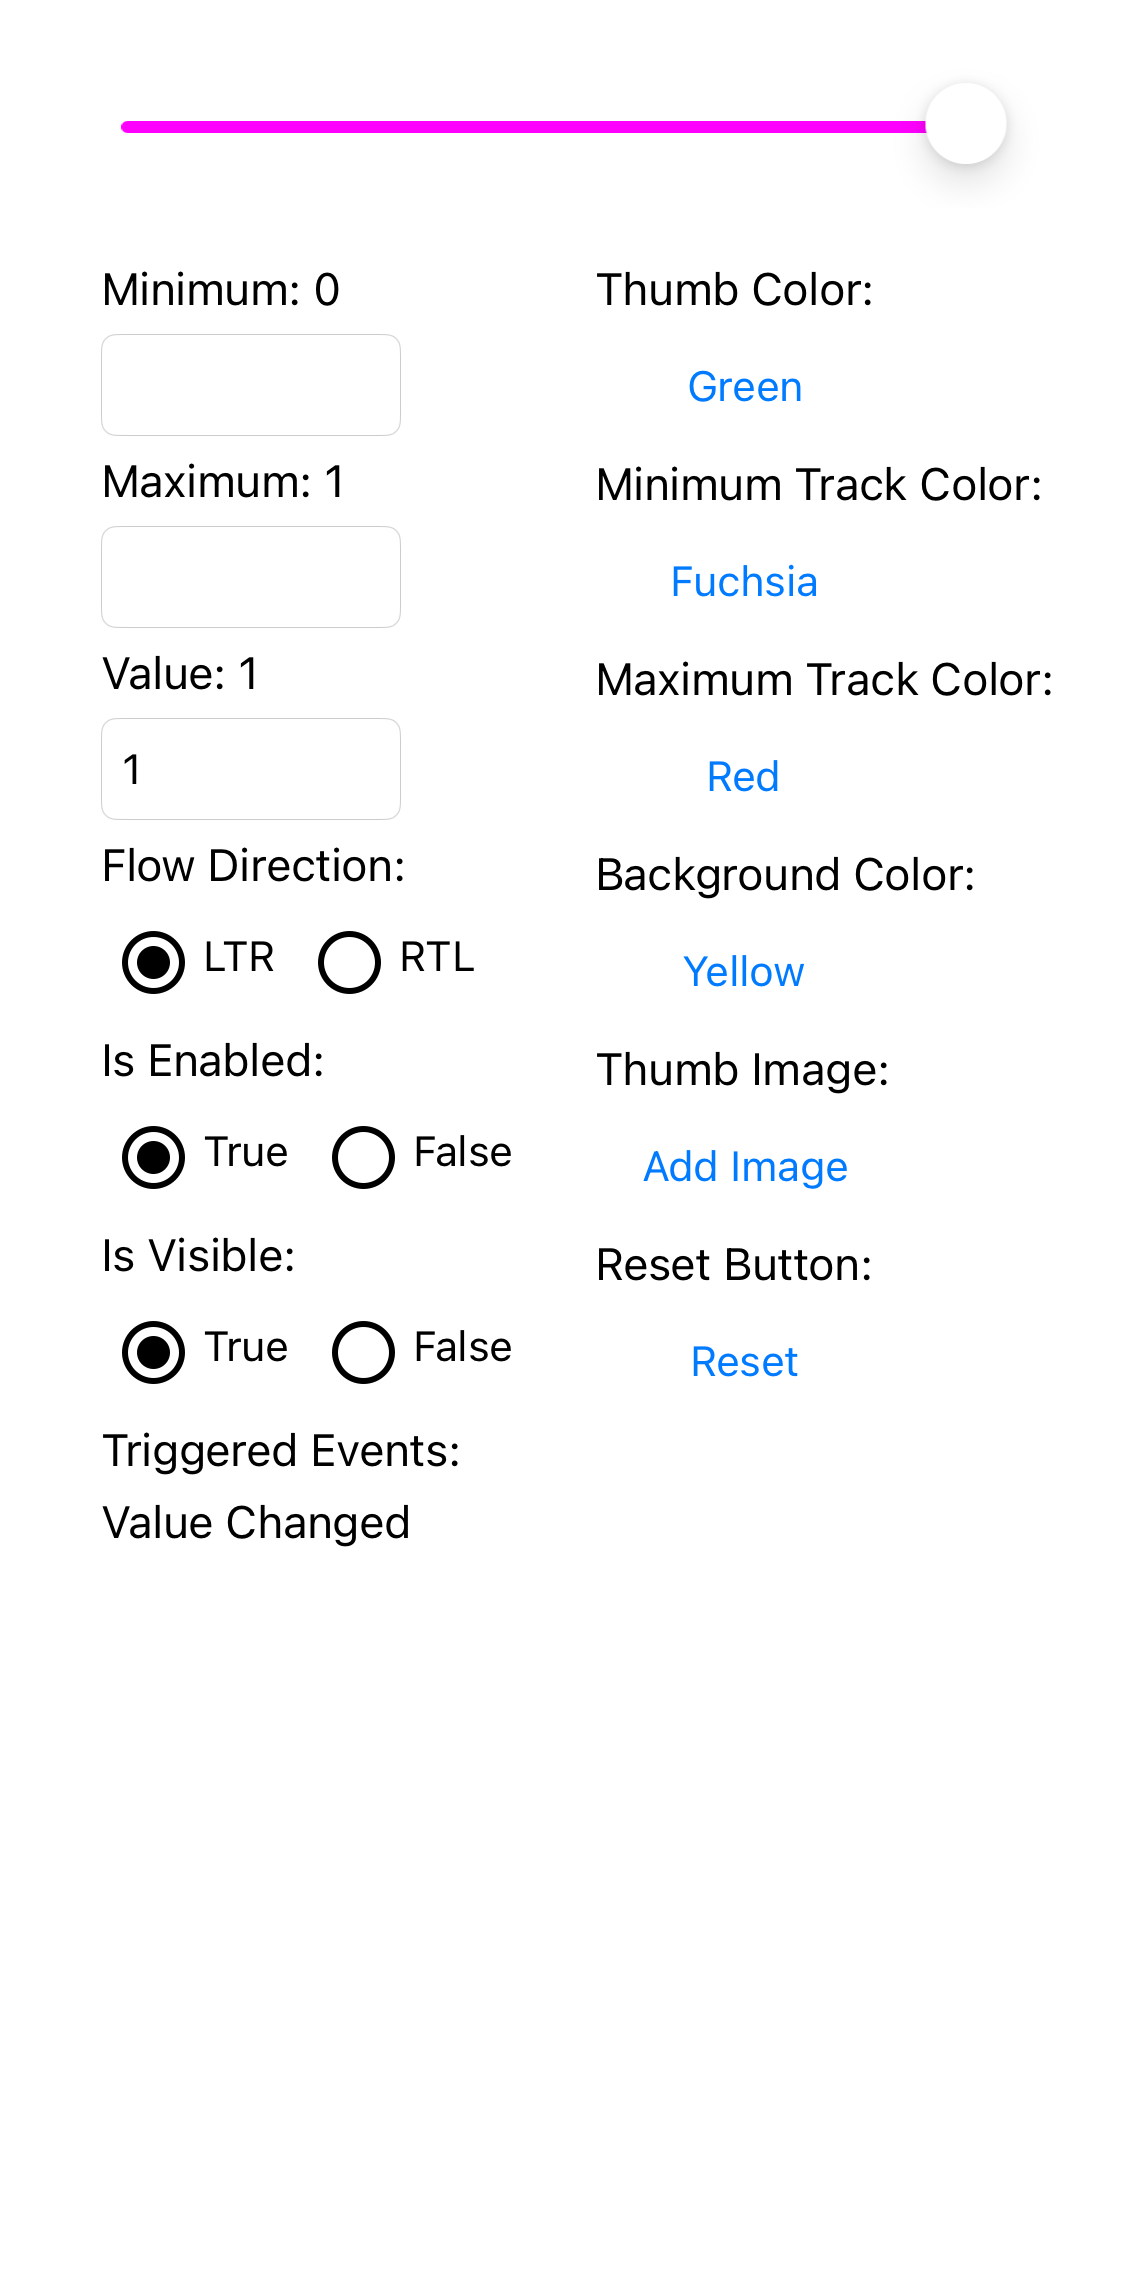 Minimum: 0
Maximum: 1
Value: 1
1
Flow Direction:
LTR RTL
Is Enabled:
True False
Is Visible:
True False
Triggered Events:
Value Changed
Thumb Color:
Green
Minimum Track Color:
Fuchsia
Maximum Track Color:
Red
Background Color:
Yellow
Thumb Image:
Add Image
Reset Button:
Reset